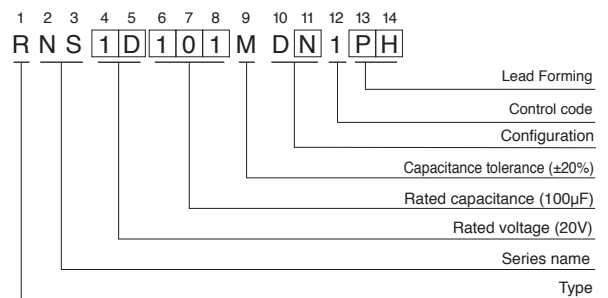 1 2 3 4 5 6 7 8 9 10 11 12 13 14
R N S 1 D 1 0 1 M D N 1 P H
Lead Forming
Control code
Configuration
Capacitance tolerance (±20%)
Rated capacitance (100µF)
Rated voltage (20V)
Series name
Type